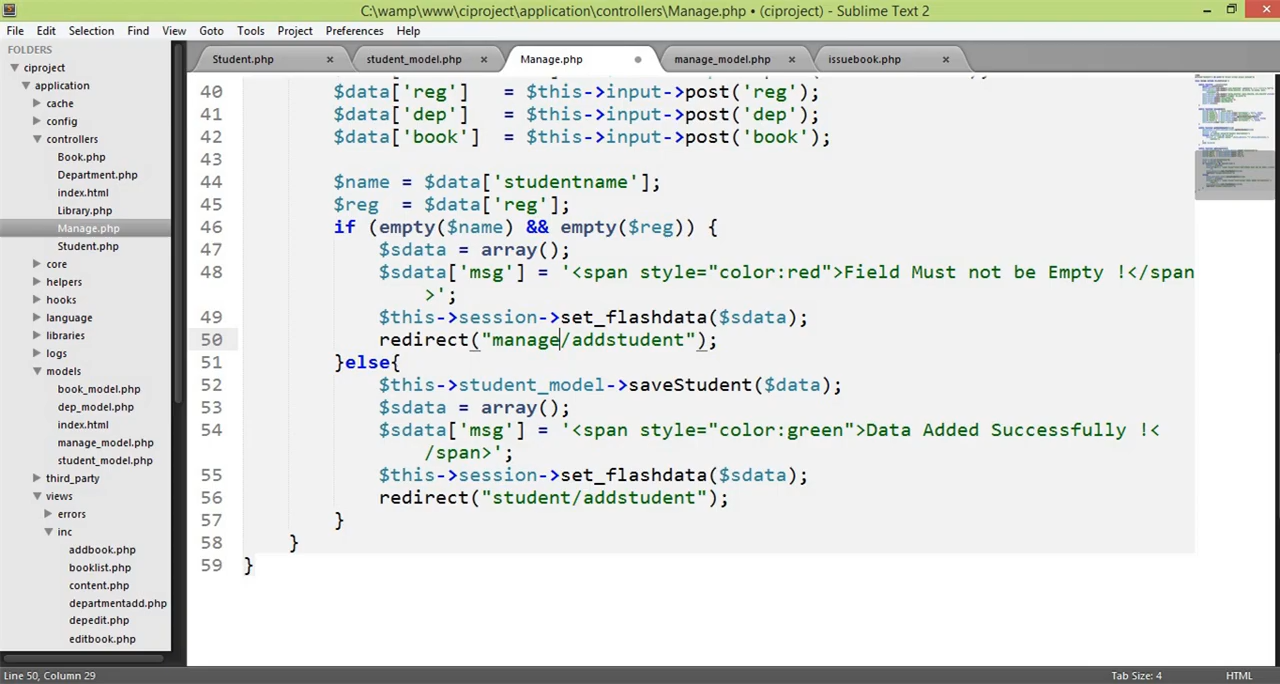 C:\wamp\www\ciproject\application\controllers\Manage.php • (ciproject) - Sublime Text 2
File Edit Selection Find View Goto Tools Project Preferences Help
FOLDERS
ciproject
application
cache
config
controllers
Book.php
Department.php
index.html
Library.php
Manage.php
Student.php
core
helpers
hooks
language
libraries
logs
models
book_model.php
dep_model.php
index.html
manage_model.php
student_model.php
third_party
views
errors
inc
addbook.php
booklist.php
content.php
departmentadd.php
depedit.php
editbook.php
Student.php student_model.php Manage.php manage_model.php issuebook.php
40 $data['reg'] = $this->input->post('reg');
41 $data['dep'] = $this->input->post('dep');
42 $data['book'] = $this->input->post('book');
43
44 $name = $data['studentname'];
45 $reg = $data['reg'];
46 if (empty($name) && empty($reg)) {
47 $sdata = array();
48 $sdata['msg'] = '<span style="color:red">Field Must not be Empty !</span
>';
49 $this->session->set_flashdata($sdata);
50 redirect("manage/addstudent");
51 }else{
52 $this->student_model->saveStudent($data);
53 $sdata = array();
54 $sdata['msg'] = '<span style="color:green">Data Added Successfully !<
/span>';
55 $this->session->set_flashdata($sdata);
56 redirect("student/addstudent");
57 }
58 }
59 }
Line 50, Column 29
Tab Size: 4 HTML